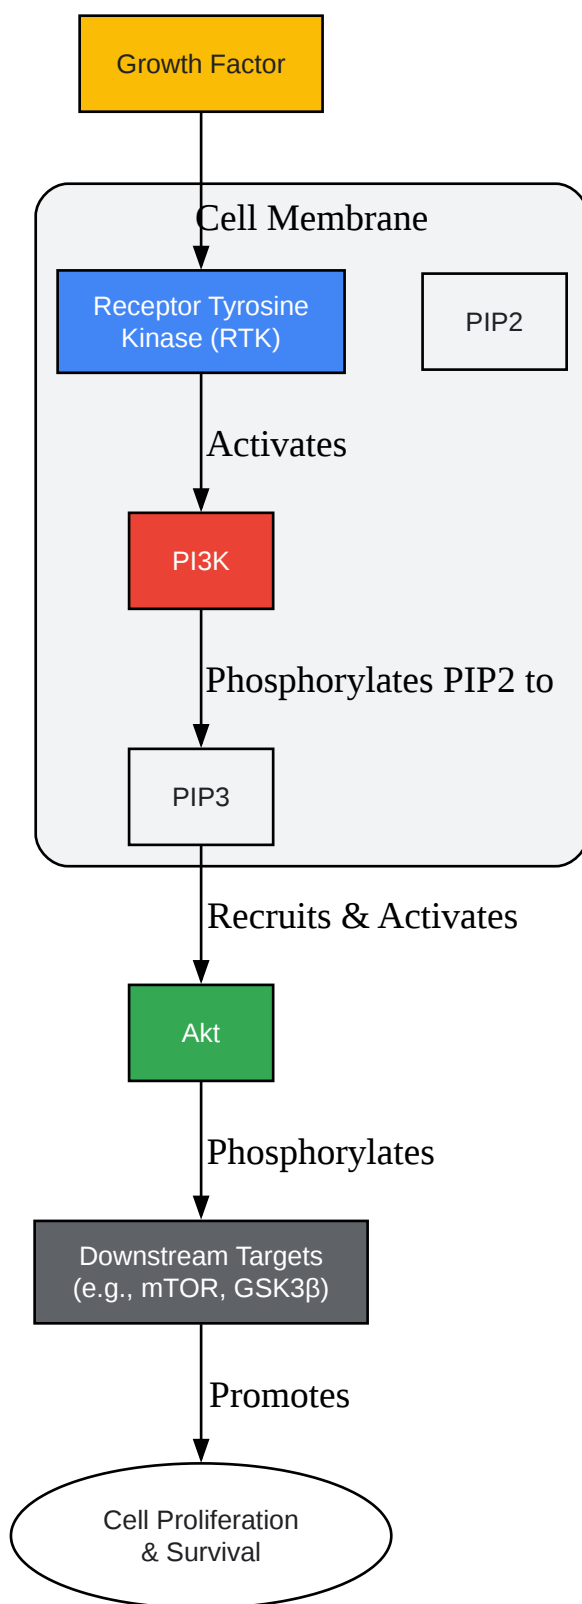 Growth Factor
Cell Membrane
Receptor Tyrosine
Kinase (RTK)
PIP2
Activates
PI3K
Phosphorylates PIP2 to
PIP3
Recruits & Activates
Akt
Phosphorylates
Downstream Targets
(e.g., mTOR, GSK3β)
Promotes
Cell Proliferation
& Survival